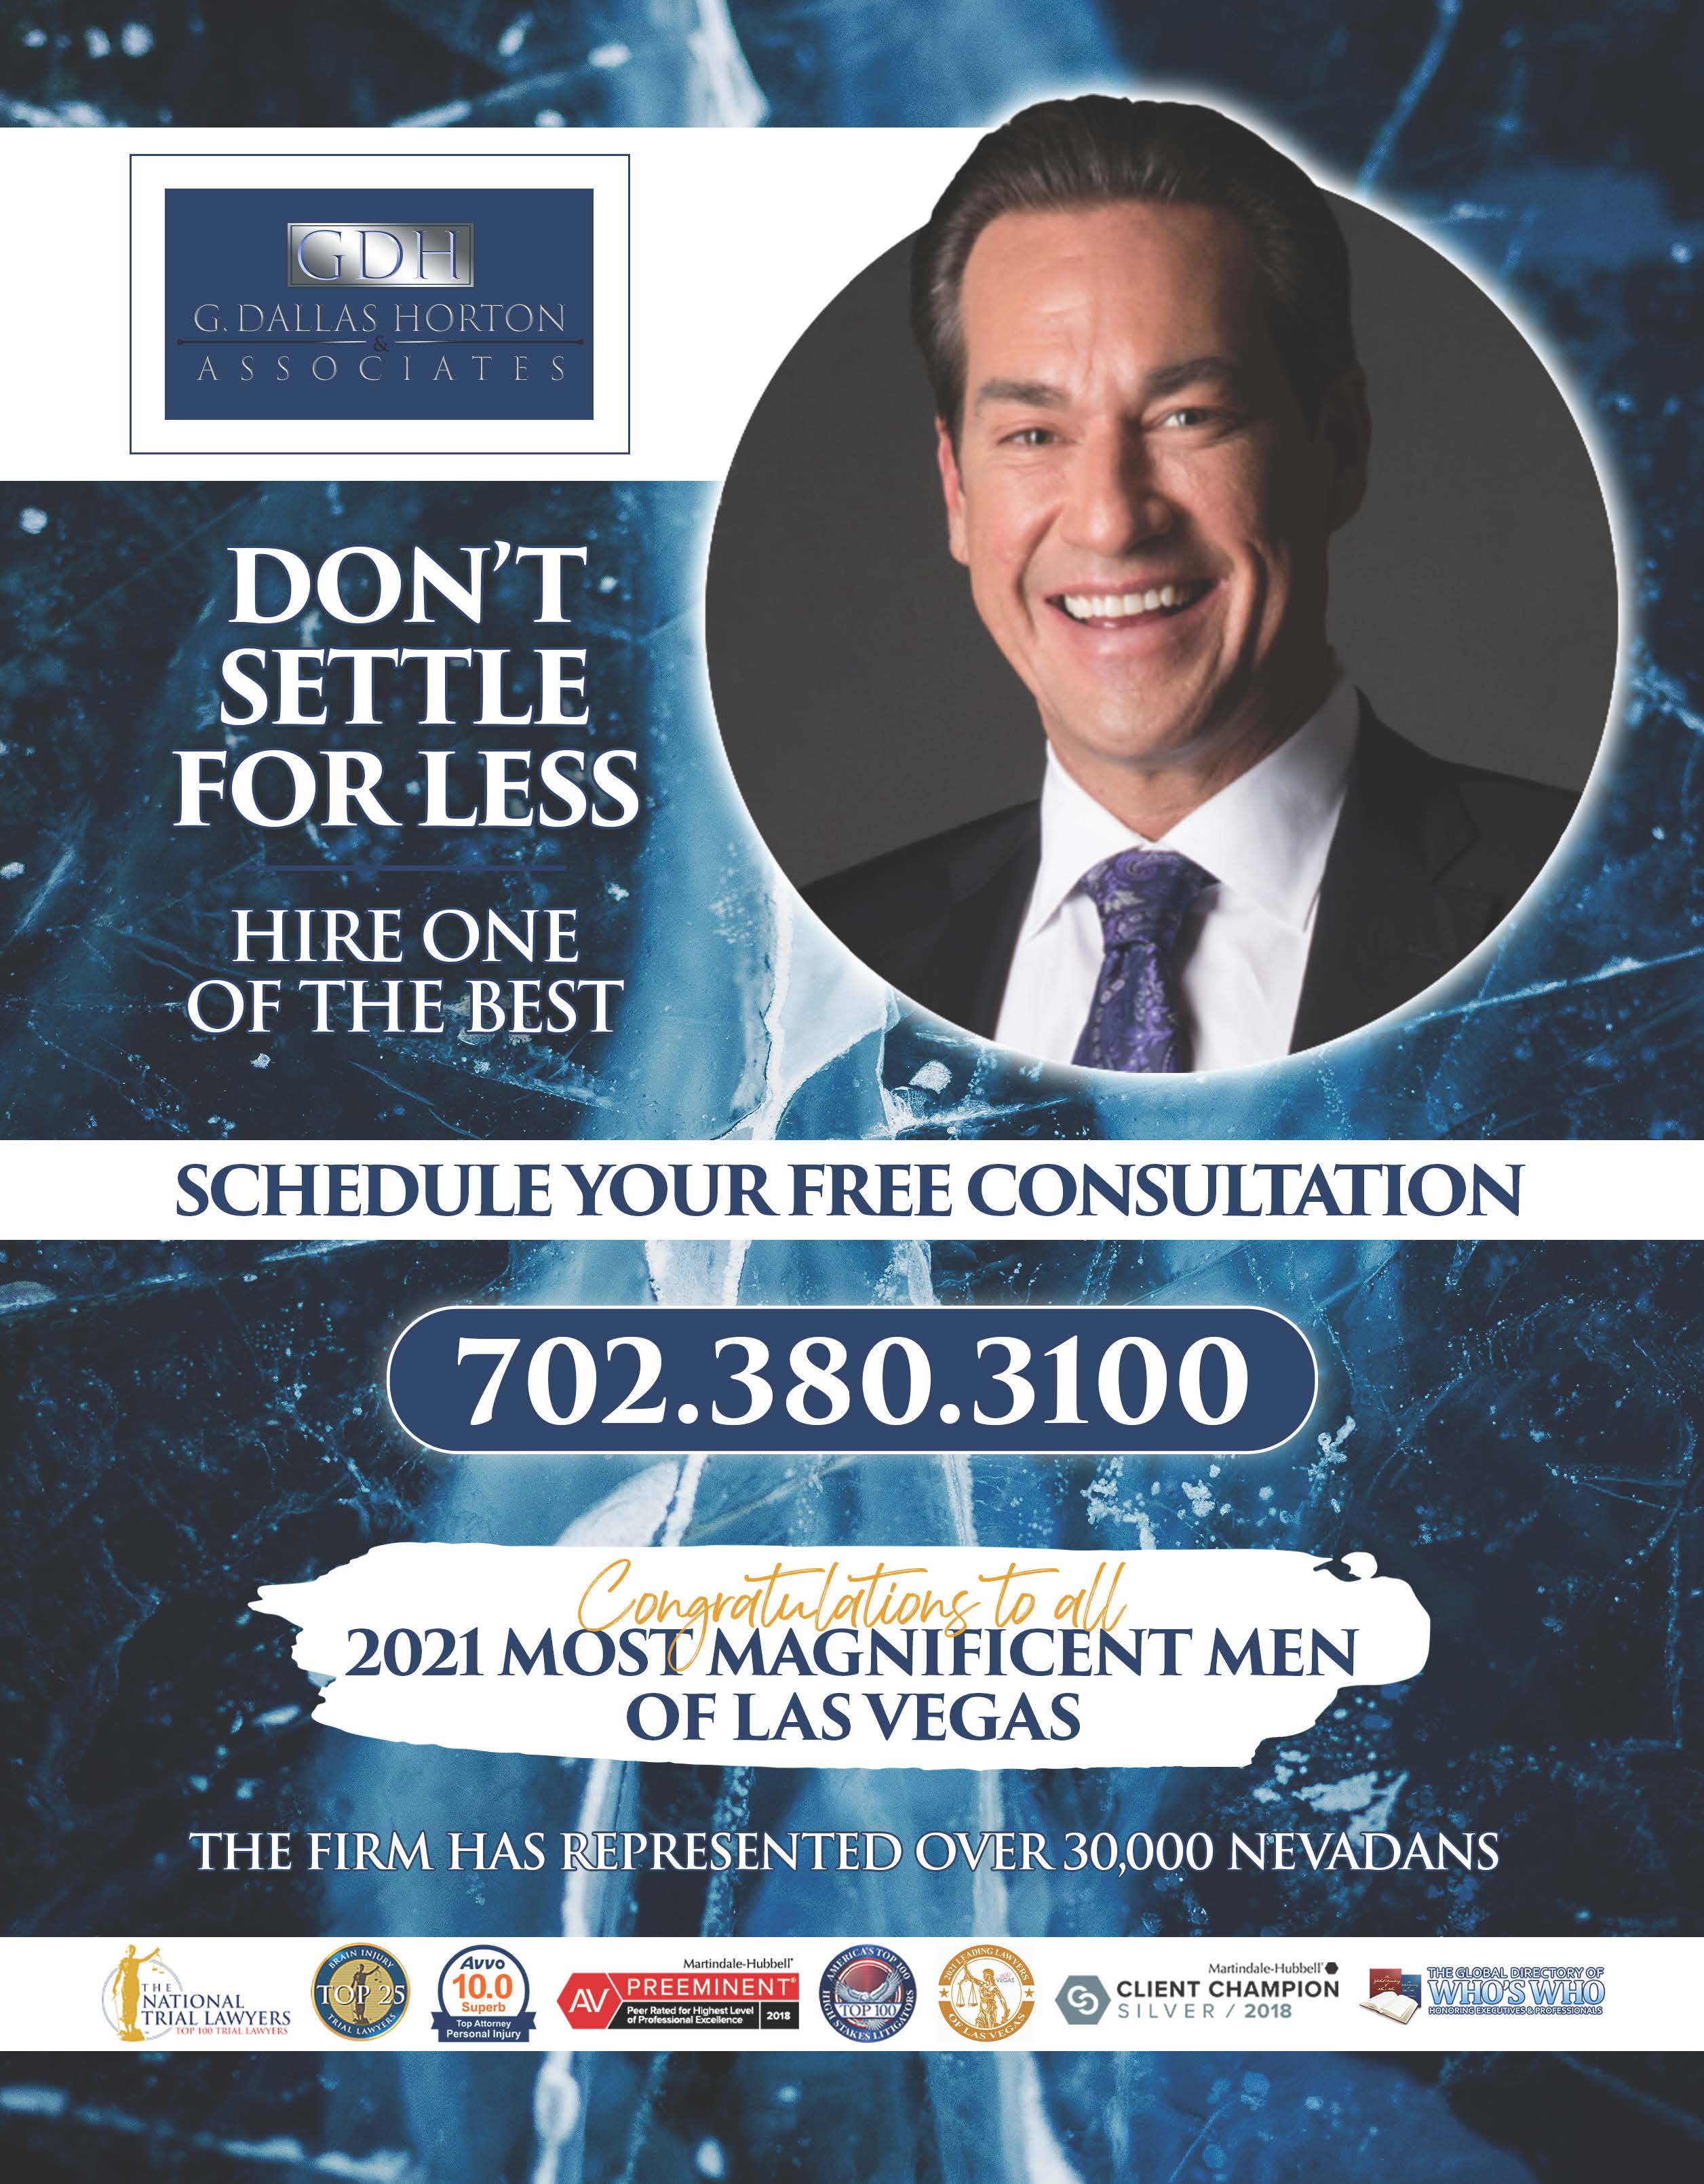 GDH
G. DALLAS HORTON
&
ASSOCIATES
DON'T
SETTLE
FOR LESS
HIRE ONE
OF THE BEST
SCHEDULE YOUR FREE CONSULTATION
702.380.3100
Congratulations to all
2021 MOST MAGNIFICENT MEN
OF LAS VEGAS
THE FIRM HAS REPRESENTED OVER 30,000 NEVADANS
THE
NATIONAL
TRIAL LAWYERS
TOP 100 TRIAL LAWYERS
BRAIN INJURY
TOP 25
TRIAL LAWYERS
Avvo
10.0
Superb
Top Attorney
Personal Injury
Martindale-Hubbell®
AV PREEMINENT®
Peer Rated for Highest Level
of Professional Excellence
2018
AMERICA'S TOP 100
TOP 100
HIGH STAKES LITIGATORS
2021 LEADING LAWYERS
VEGAS
OF LAS VEGAS
Martindale-Hubbell
CLIENT CHAMPION
SILVER / 2018
THE GLOBAL DIRECTORY OF
WHO'S WHO
HONORING EXECUTIVES & PROFESSIONALS